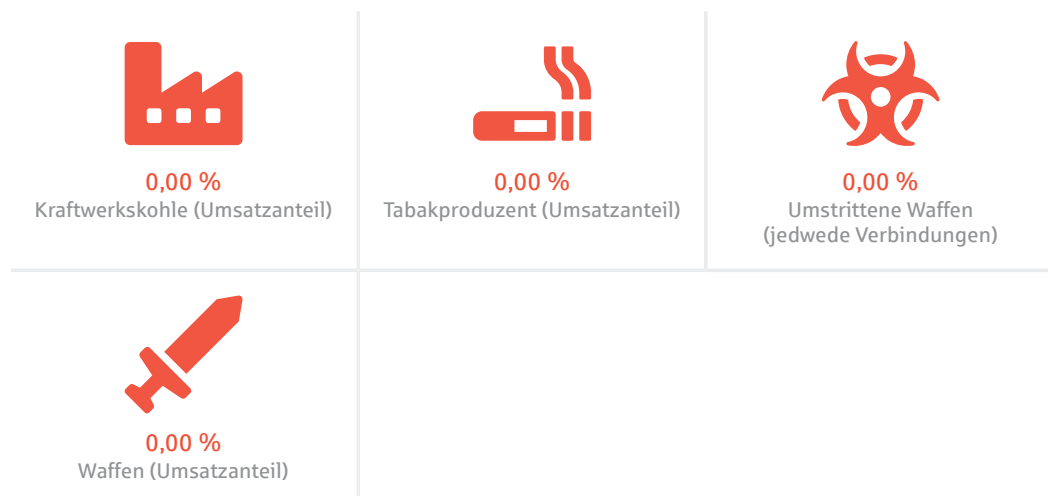 0,00 %
Kraftwerkskohle (Umsatzanteil)
0,00 %
Tabakproduzent (Umsatzanteil)
0,00 %
Umstrittene Waffen
(jedwede Verbindungen)
0,00 %
Waffen (Umsatzanteil)